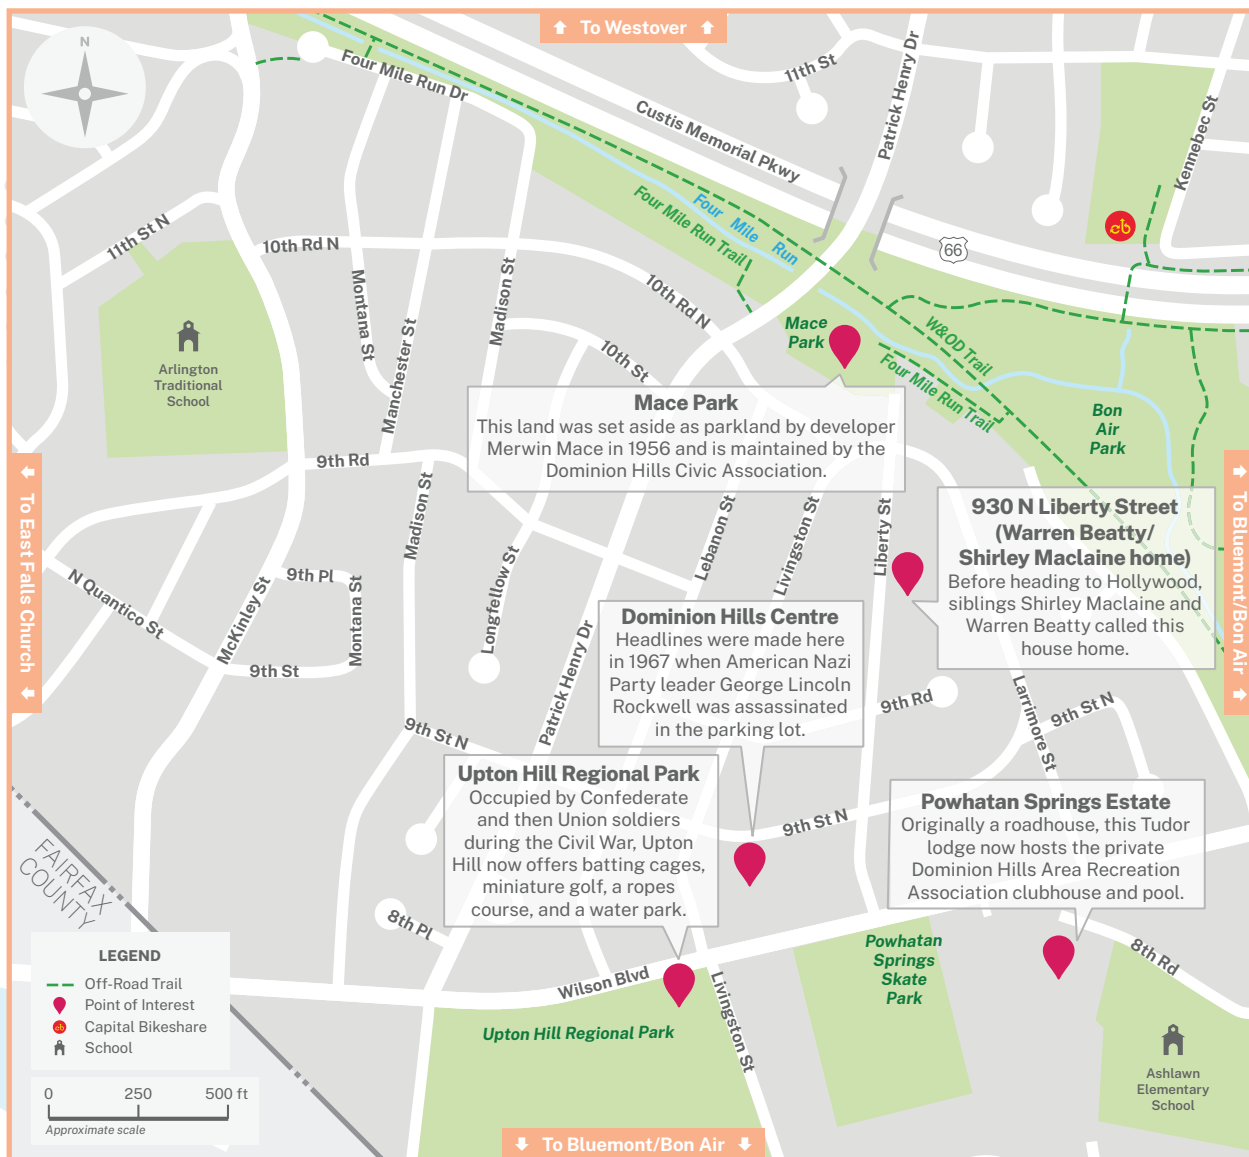 To Westover
N
11th St
Four Mile Run Dr
Patrick Henry Dr
Custis Memorial Pkwy
Kennebec St
Four Mile Run
Four Mile Run Trail
cb
66
11th St N
10th Rd N
Madison St
Montana St
Manchester St
10th Rd N
10th St
Mace
Park
W&OD Trail
Four Mile Run Trail
Arlington
Traditional
School
Bon
Air
Park
Mace Park
This land was set aside as parkland by developer
Merwin Mace in 1956 and is maintained by the
Dominion Hills Civic Association.
9th Rd
Madison St
Lebanon St
Livingston St
Liberty St
To East Falls Church
To Bluemont/Bon Air
930 N Liberty Street
(Warren Beatty/
Shirley Maclaine home)
Before heading to Hollywood,
siblings Shirley Maclaine and
Warren Beatty called this
house home.
N Quantico St
9th Pl
Montana St
McKinley St
9th St
Longfellow St
Patrick Henry Dr
Dominion Hills Centre
Headlines were made here
in 1967 when American Nazi
Party leader George Lincoln
Rockwell was assassinated
in the parking lot.
9th Rd
Larrimore St
9th St N
9th St N
Upton Hill Regional Park
Occupied by Confederate
and then Union soldiers
during the Civil War, Upton
Hill now offers batting cages,
miniature golf, a ropes
course, and a water park.
9th St N
Powhatan Springs Estate
Originally a roadhouse, this Tudor
lodge now hosts the private
Dominion Hills Area Recreation
Association clubhouse and pool.
FAIRFAX
COUNTY
8th Pl
Wilson Blvd
Livingston St
Powhatan
Springs
Skate
Park
8th Rd
Upton Hill Regional Park
Ashlawn
Elementary
School
LEGEND
Off-Road Trail
Point of Interest
cb Capital Bikeshare
School
0 250 500 ft
Approximate scale
To Bluemont/Bon Air